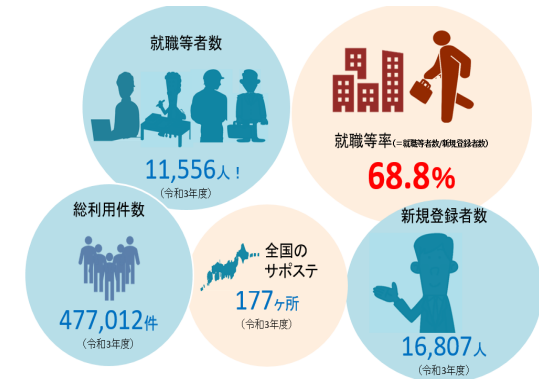 就職等者数
11,556人！
（令和3年度）
就職等率(＝就職等者数/新規登録者数)
68.8%
総利用件数
477,012件
（令和3年度）
全国の
サポステ
177ヶ所
（令和3年度）
新規登録者数
16,807人
（令和3年度）